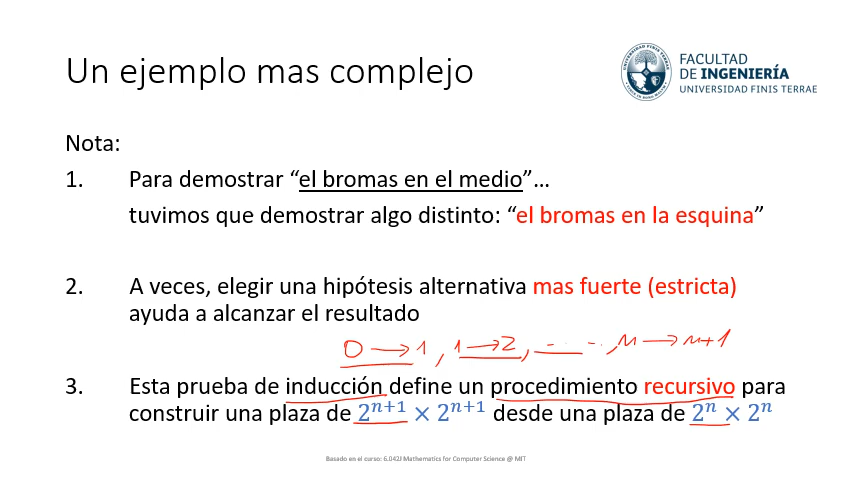 Un ejemplo mas complejo
FACULTAD
DE INGENIERÍA
UNIVERSIDAD FINIS TERRAE
Nota:
1. Para demostrar “el bromas en el medio”…
tuvimos que demostrar algo distinto: “el bromas en la esquina”
2. A veces, elegir una hipótesis alternativa mas fuerte (estricta)
ayuda a alcanzar el resultado
0 → 1, 1 → 2, ..., n → n+1
3. Esta prueba de inducción define un procedimiento recursivo para
construir una plaza de 2^{n+1} × 2^{n+1} desde una plaza de 2^n × 2^n
Basado en el curso: 6.042J Mathematics for Computer Science @ MIT